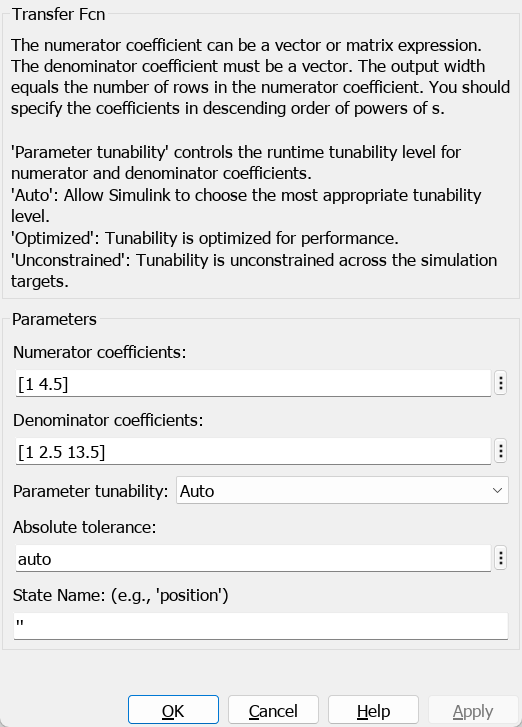 Transfer Fcn
The numerator coefficient can be a vector or matrix expression.
The denominator coefficient must be a vector. The output width
equals the number of rows in the numerator coefficient. You should
specify the coefficients in descending order of powers of s.
'Parameter tunability' controls the runtime tunability level for
numerator and denominator coefficients.
'Auto': Allow Simulink to choose the most appropriate tunability
level.
'Optimized': Tunability is optimized for performance.
'Unconstrained': Tunability is unconstrained across the simulation
targets.
Parameters
Numerator coefficients:
[1 4.5]
Denominator coefficients:
[1 2.5 13.5]
Parameter tunability: Auto
Absolute tolerance:
auto
State Name: (e.g., 'position')
''
OK Cancel Help Apply